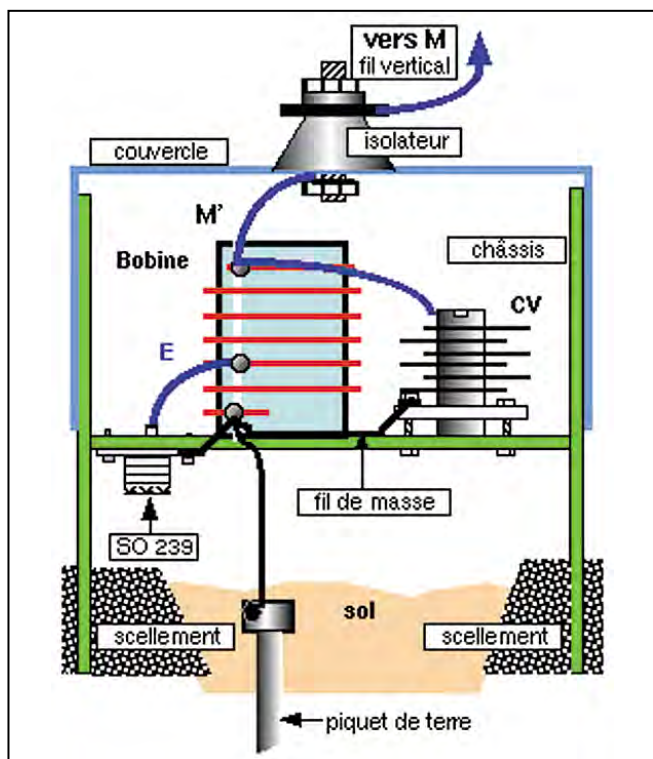 vers M
fil vertical
isolateur
couvercle
M'
châssis
Bobine
CV
E
fil de masse
SO 239
sol
scellement
scellement
piquet de terre